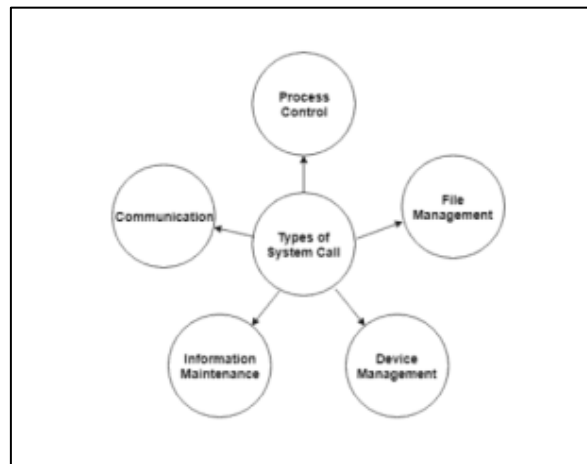 Process
Control
File
Management
Communication
Types of
System Call
Information
Maintenance
Device
Management